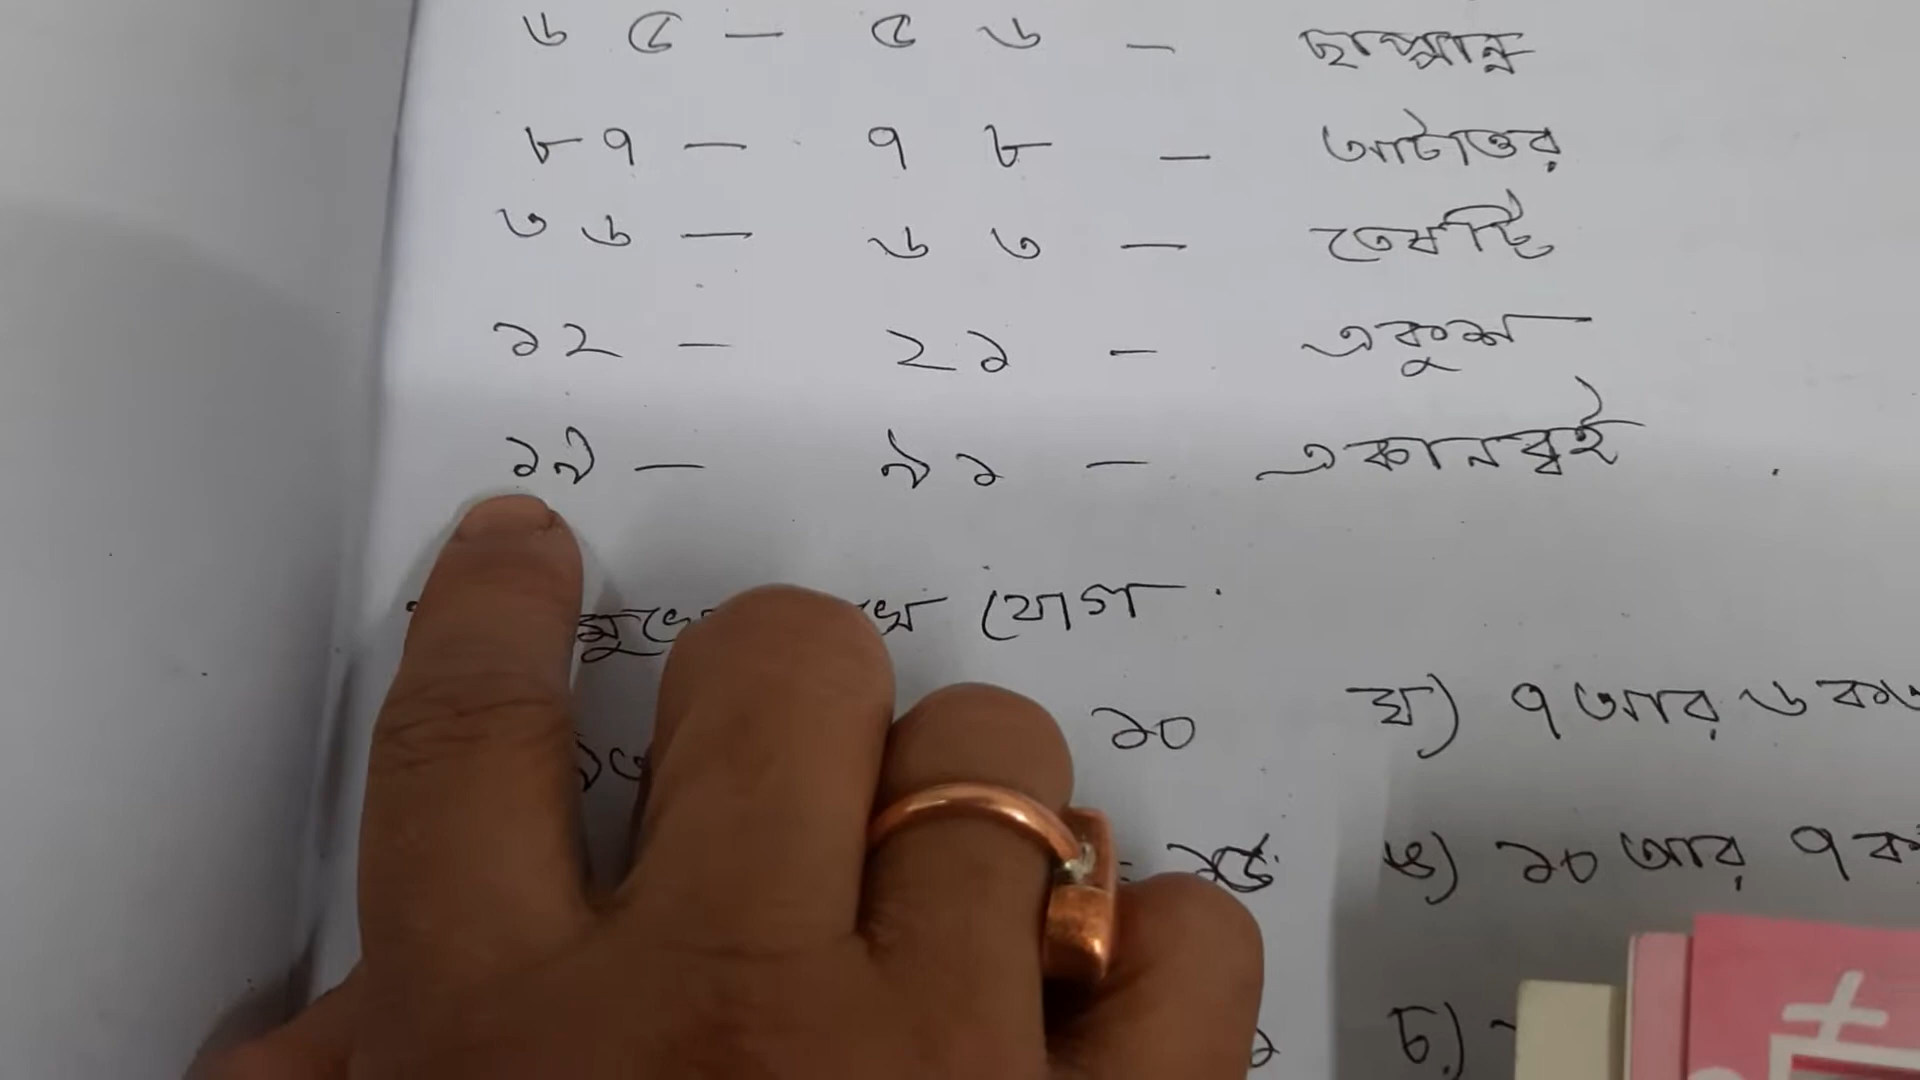 ৬৫ — ৫৬ — ছাপ্পান্ন
৮৭ — ৭৮ — আটাত্তর
৩৬ — ৬৩ — তেষট্টি
১২ — ২১ — একুশ
১৯ — ৯১ — একানব্বই
যোগ
১০ ঘ) ৭ আর ৬
ঙ) ১০ আর ৭
চ)